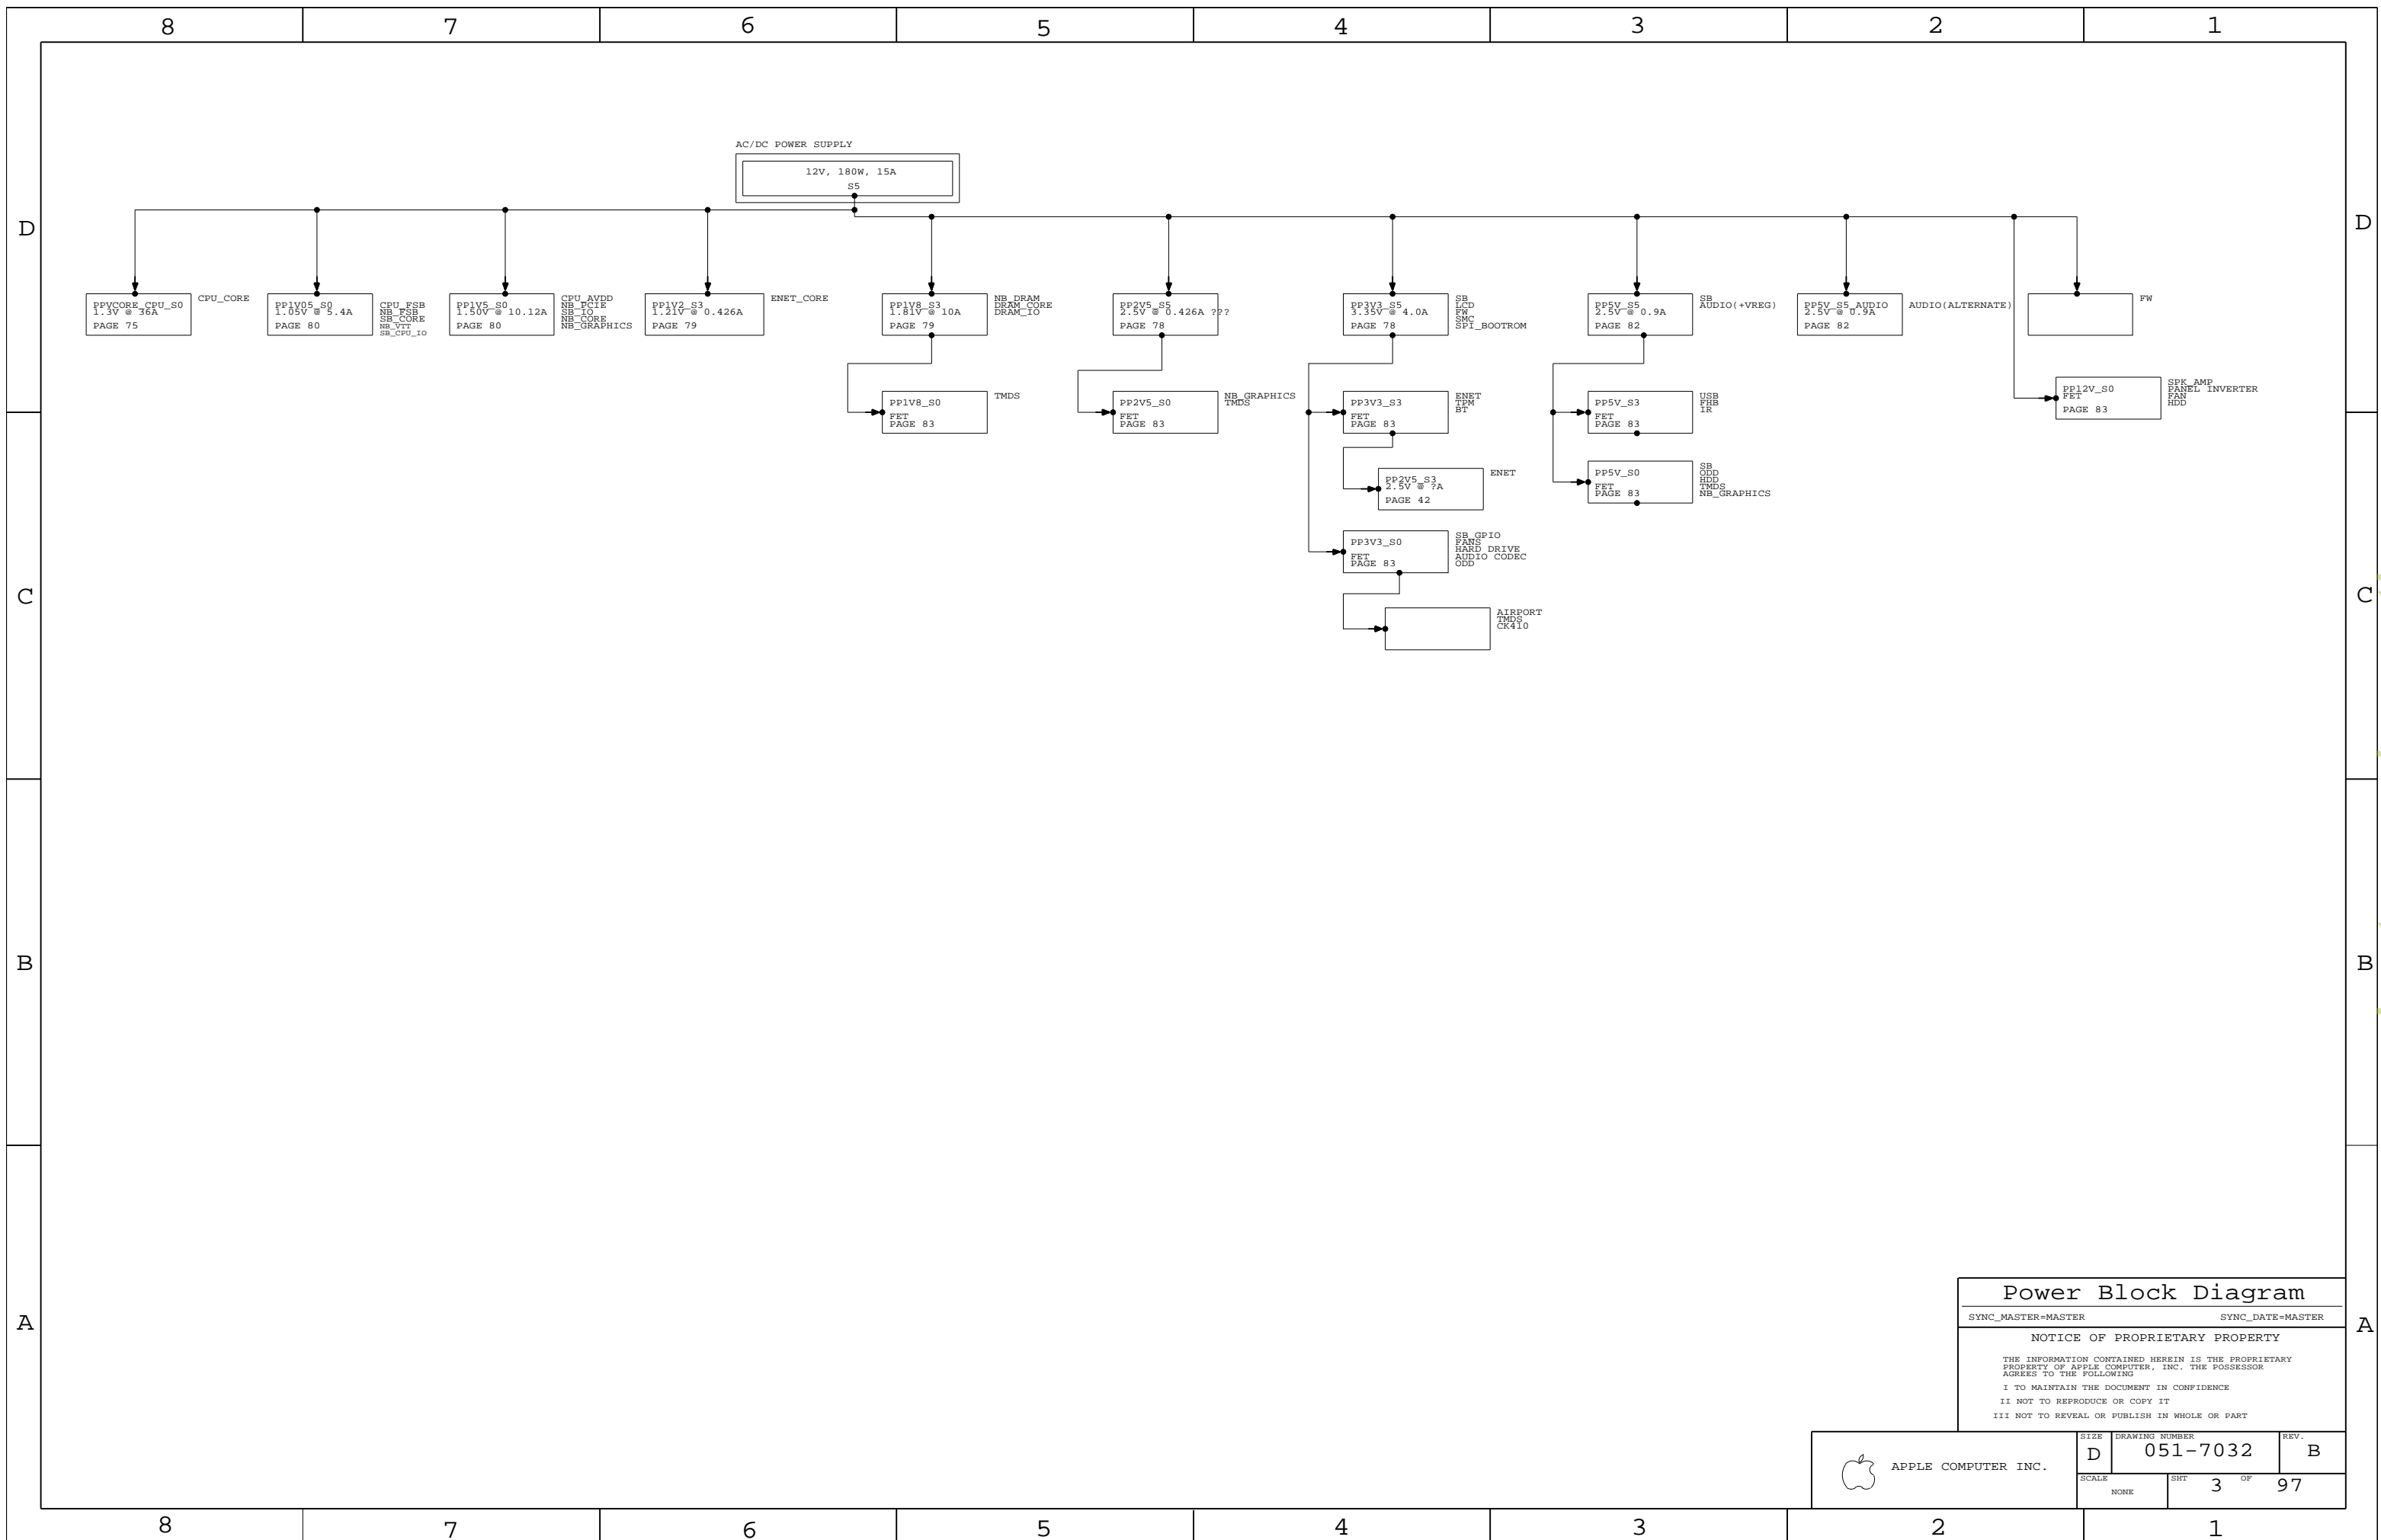 8 7 6 5 4 3 2 1
D
D
C
C
B
B
A
A
AC/DC POWER SUPPLY
12V, 180W, 15A
S5
PPVCORE_CPU_S0
1.3V @ 36A
PAGE 75
CPU_CORE
PP1V05_S0
1.05V @ 5.4A
PAGE 80
CPU_FSB
NB_FSB
SB_CORE
NB_VTT
SB_CPU_IO
PP1V5_S0
1.50V @ 10.12A
PAGE 80
CPU_AVDD
NB_PCIE
SB_IO
NB_CORE
NB_GRAPHICS
PP1V2_S3
1.21V @ 0.426A
PAGE 79
ENET_CORE
PP1V8_S3
1.81V @ 10A
PAGE 79
NB_DRAM
DRAM_CORE
DRAM_IO
PP2V5_S5
2.5V @ 0.426A ???
PAGE 78
PP3V3_S5
3.35V @ 4.0A
PAGE 78
SB
LCD
FW
SMC
SPI_BOOTROM
PP5V_S5
2.5V @ 0.9A
PAGE 82
SB
AUDIO(+VREG)
PP5V_S5_AUDIO
2.5V @ 0.9A
PAGE 82
AUDIO(ALTERNATE)
FW
PP1V8_S0
FET
PAGE 83
TMDS
PP2V5_S0
FET
PAGE 83
NB_GRAPHICS
TMDS
PP3V3_S3
FET
PAGE 83
ENET
TPM
BT
PP5V_S3
FET
PAGE 83
USB
FHB
IR
PP12V_S0
FET
PAGE 83
SPK_AMP
PANEL INVERTER
FAN
HDD
PP2V5_S3
2.5V @ ?A
PAGE 42
ENET
PP5V_S0
FET
PAGE 83
SB
ODD
HDD
TMDS
NB_GRAPHICS
PP3V3_S0
FET
PAGE 83
SB_GPIO
FANS
HARD DRIVE
AUDIO CODEC
ODD
AIRPORT
TMDS
CK410
Power Block Diagram
SYNC_MASTER=MASTER SYNC_DATE=MASTER
NOTICE OF PROPRIETARY PROPERTY
THE INFORMATION CONTAINED HEREIN IS THE PROPRIETARY
PROPERTY OF APPLE COMPUTER, INC. THE POSSESSOR
AGREES TO THE FOLLOWING
I TO MAINTAIN THE DOCUMENT IN CONFIDENCE
II NOT TO REPRODUCE OR COPY IT
III NOT TO REVEAL OR PUBLISH IN WHOLE OR PART
APPLE COMPUTER INC.
SIZE
D
DRAWING NUMBER
051-7032
REV.
B
SCALE
NONE
SHT 3 OF 97
8 7 6 5 4 3 2 1